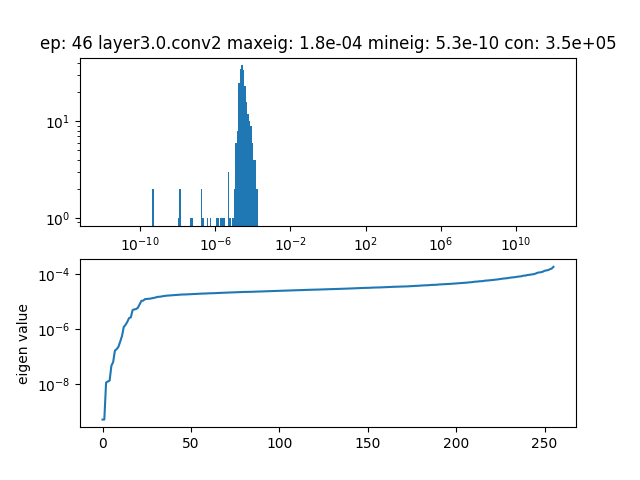 ep: 46 layer3.0.conv2 maxeig: 1.8e-04 mineig: 5.3e-10 con: 3.5e+05
10¹
10⁰
10⁻¹⁰ 10⁻⁶ 10⁻² 10² 10⁶ 10¹⁰
eigen value
10⁻⁴
10⁻⁶
10⁻⁸
0 50 100 150 200 250